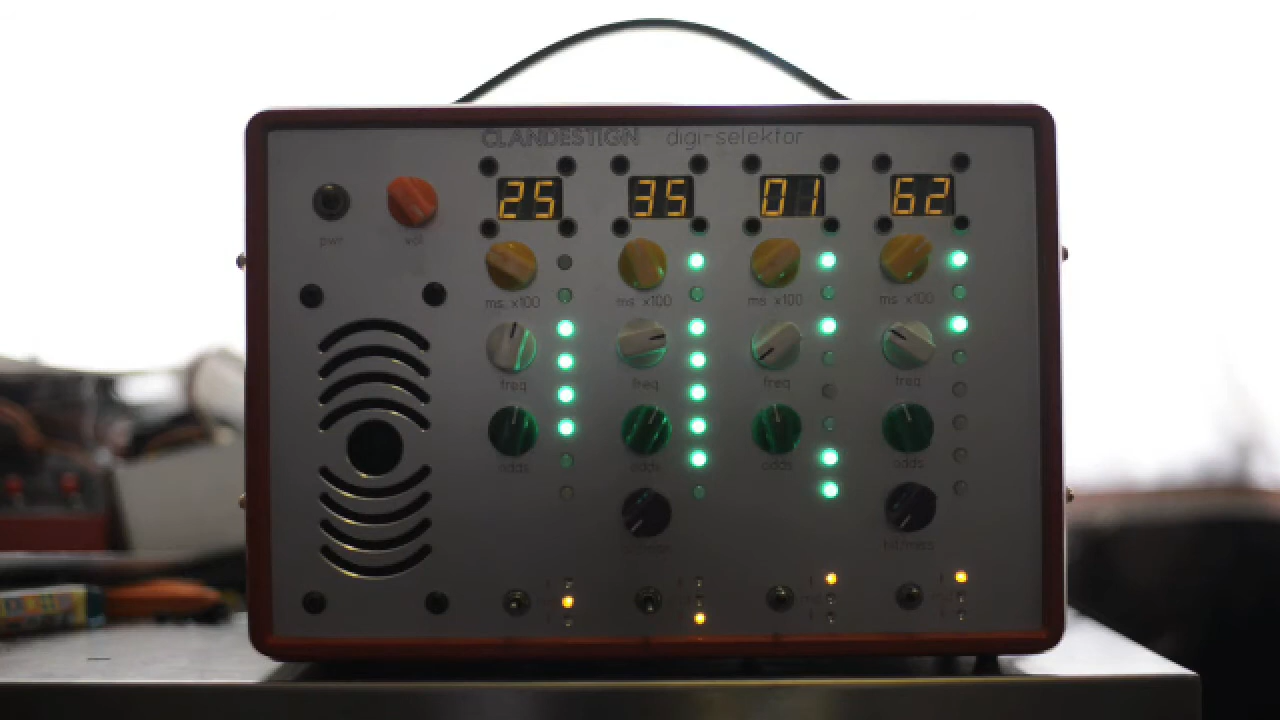 CLANDESTIGN digi-selektor
25 35 01 62
pwr vol
ms x100 ms x100 ms x100 ms x100
freq freq freq freq
odds odds odds odds